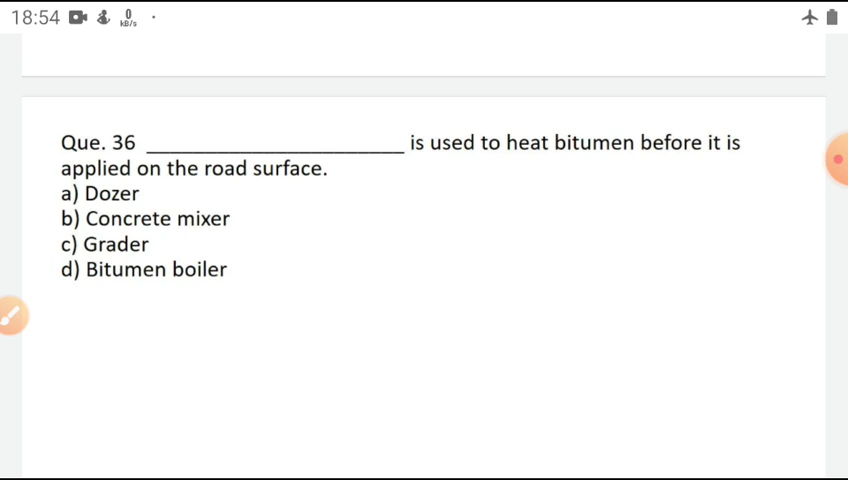 18:54 0 kB/s
Que. 36 ______________________ is used to heat bitumen before it is
applied on the road surface.
a) Dozer
b) Concrete mixer
c) Grader
d) Bitumen boiler